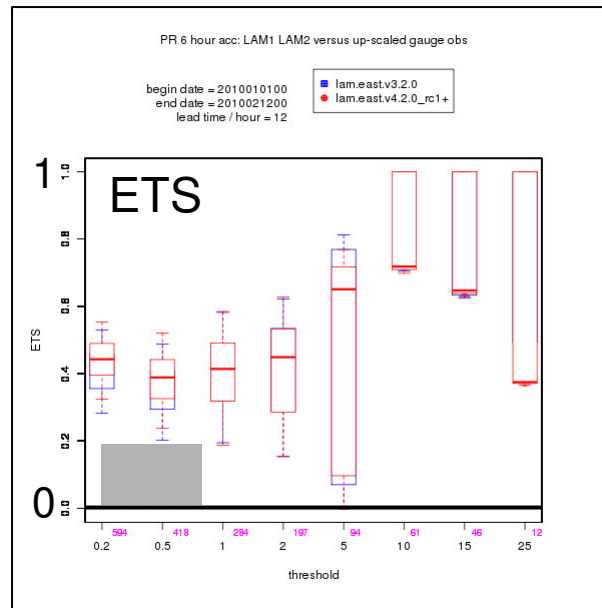 PR 6 hour acc: LAM1 LAM2 versus up-scaled gauge obs
begin date = 2010010100
end date = 2010021200
lead time / hour = 12
lam.east.v3.2.0
lam.east.v4.2.0_rc1+
1
ETS
1.0
0.8
0.6
0.4
0.2
0.0
0
ETS
594 418 284 197 94 61 46 12
0.2 0.5 1 2 5 10 15 25
threshold